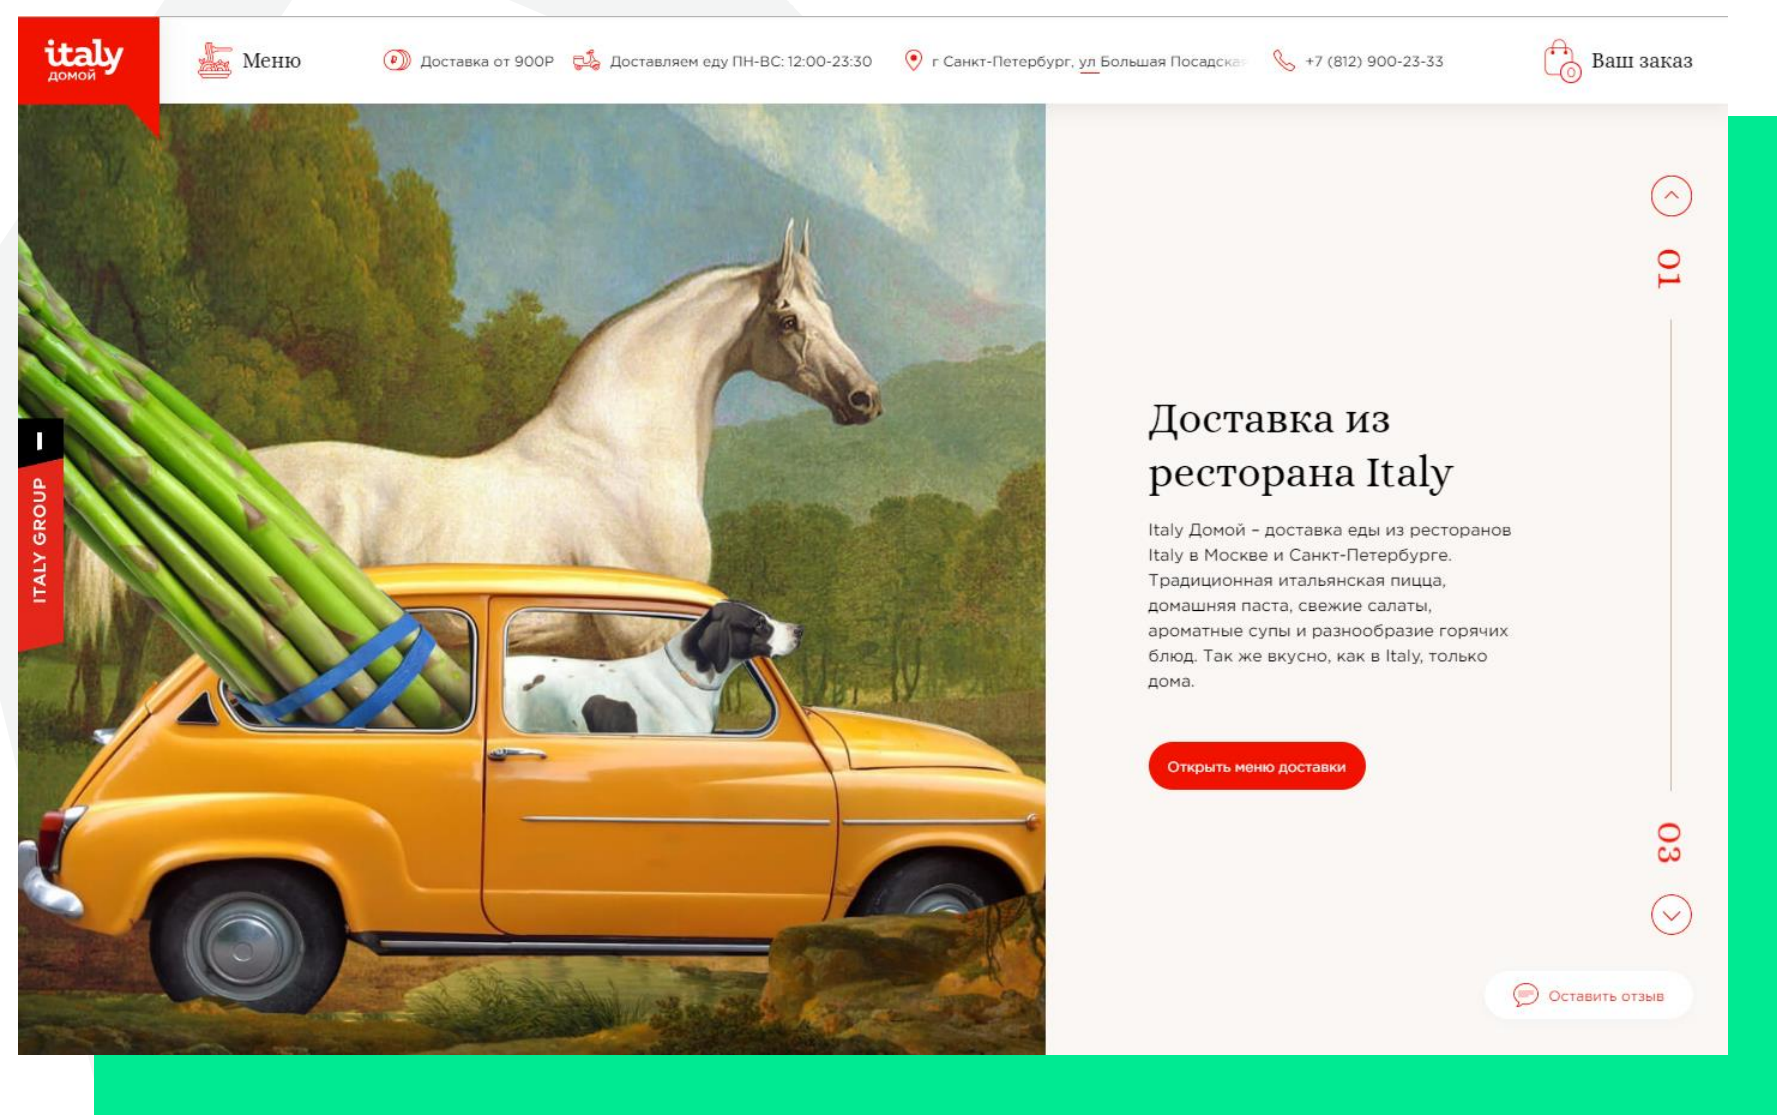 italy
домой
Меню
Доставка от 900Р
Доставляем еду ПН-ВС: 12:00-23:30
г Санкт-Петербург, ул Большая Посадская
+7 (812) 900-23-33
0
Ваш заказ
01
ITALY GROUP
Доставка из
ресторана Italy
Italy Домой – доставка еды из ресторанов
Italy в Москве и Санкт-Петербурге.
Традиционная итальянская пицца,
домашняя паста, свежие салаты,
ароматные супы и разнообразие горячих
блюд. Так же вкусно, как в Italy, только
дома.
Открыть меню доставки
03
Оставить отзыв